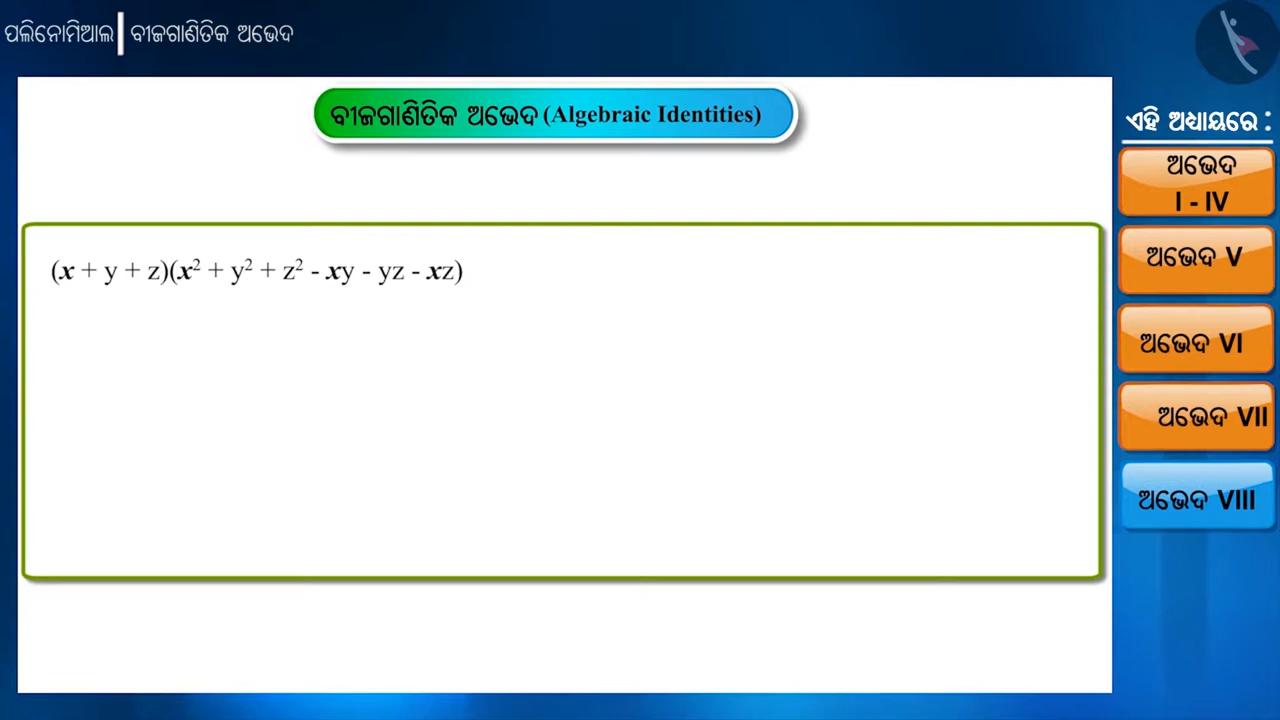 ପଲିନୋମିଆଲ | ବୀଜଗାଣିତିକ ଅଭେଦ
ବୀଜଗାଣିତିକ ଅଭେଦ (Algebraic Identities)
(x + y + z)(x² + y² + z² - xy - yz - xz)
ଏହି ଅଧ୍ୟାୟରେ :
ଅଭେଦ
I - IV
ଅଭେଦ V
ଅଭେଦ VI
ଅଭେଦ VII
ଅଭେଦ VIII